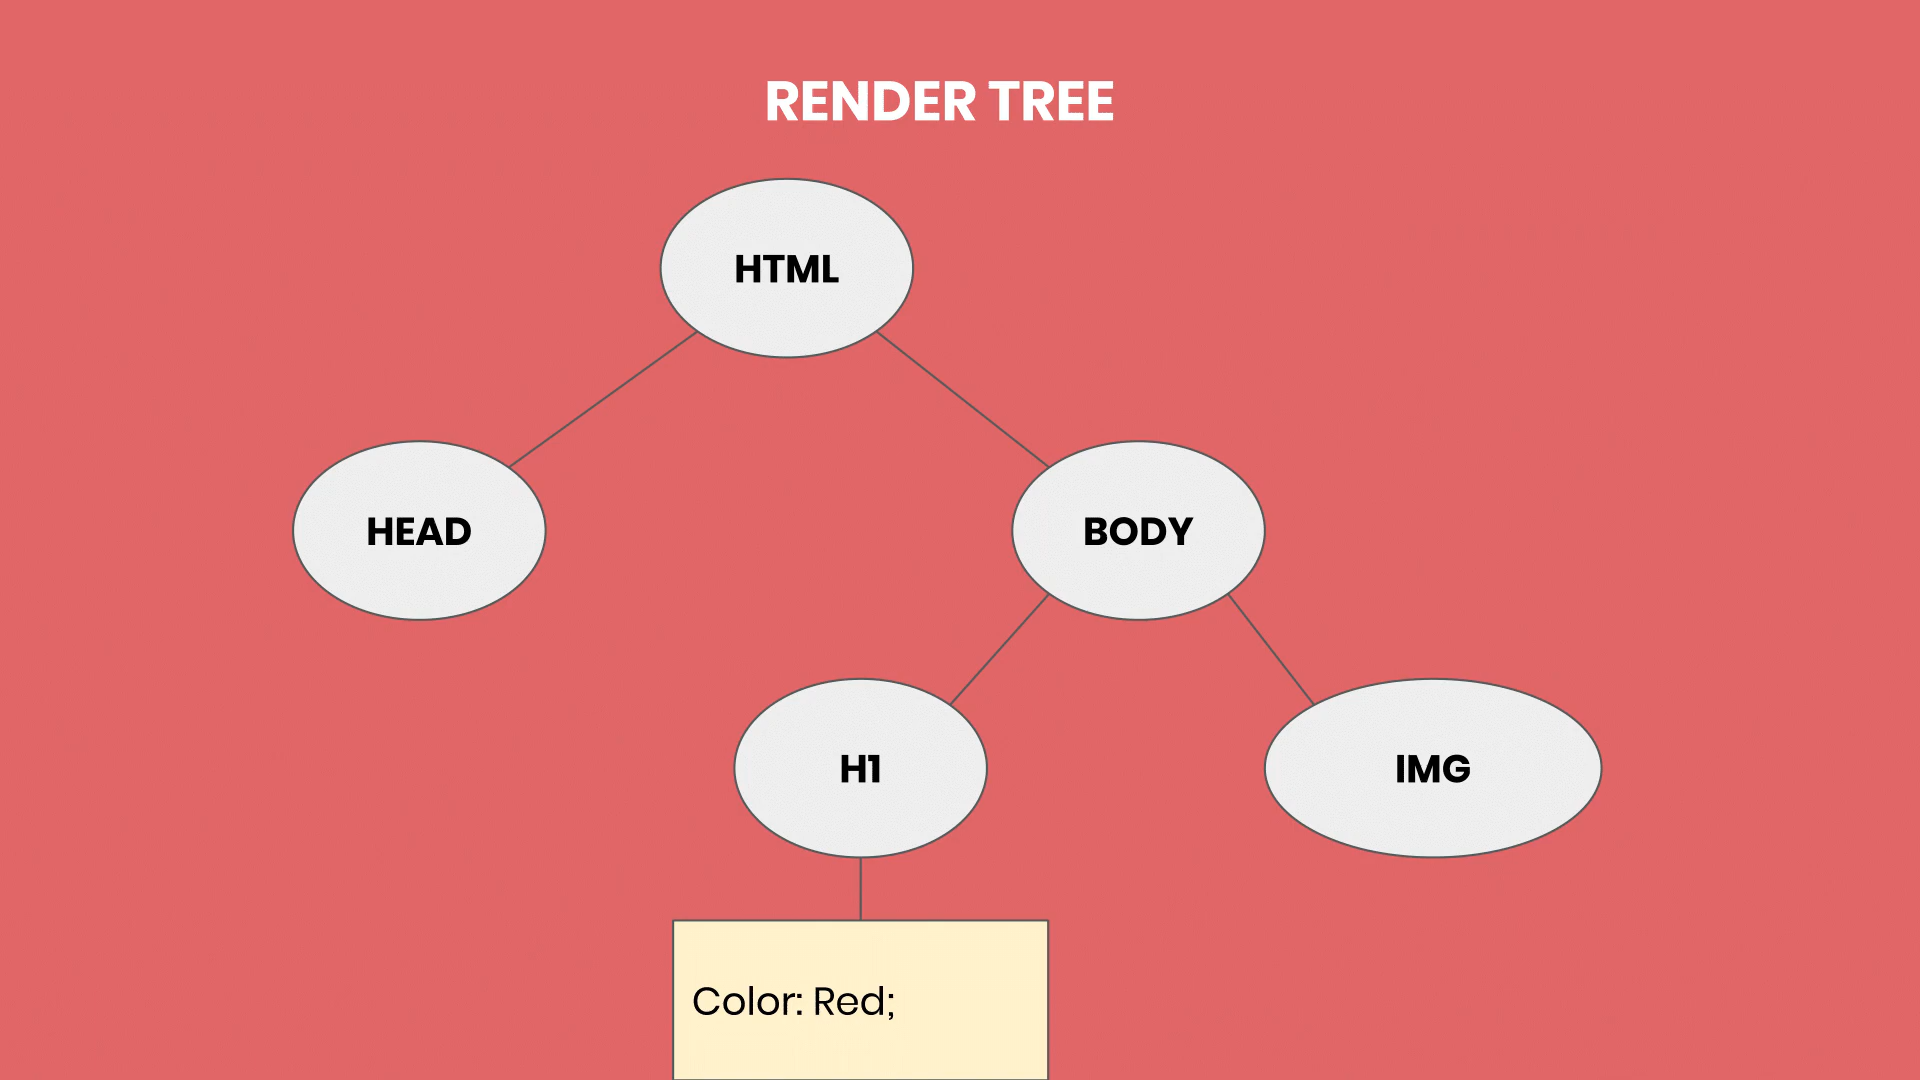 RENDER TREE
HTML
HEAD
BODY
H1
IMG
Color: Red;